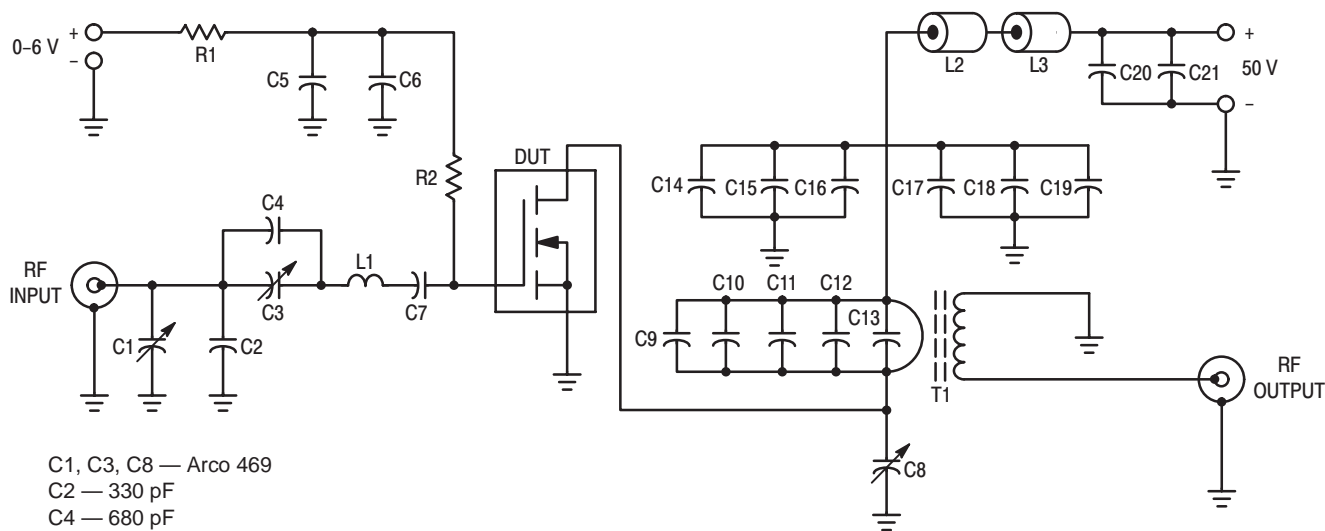 +
0–6 V
–
R1
C5
C6
R2
DUT
L2
L3
+
C20
C21
50 V
–
C14
C15
C16
C17
C18
C19
C4
RF
INPUT
L1
C3
C7
C1
C2
C10
C11
C12
C13
C9
T1
RF
OUTPUT
C8
C1, C3, C8 — Arco 469
C2 — 330 pF
C4 — 680 pF